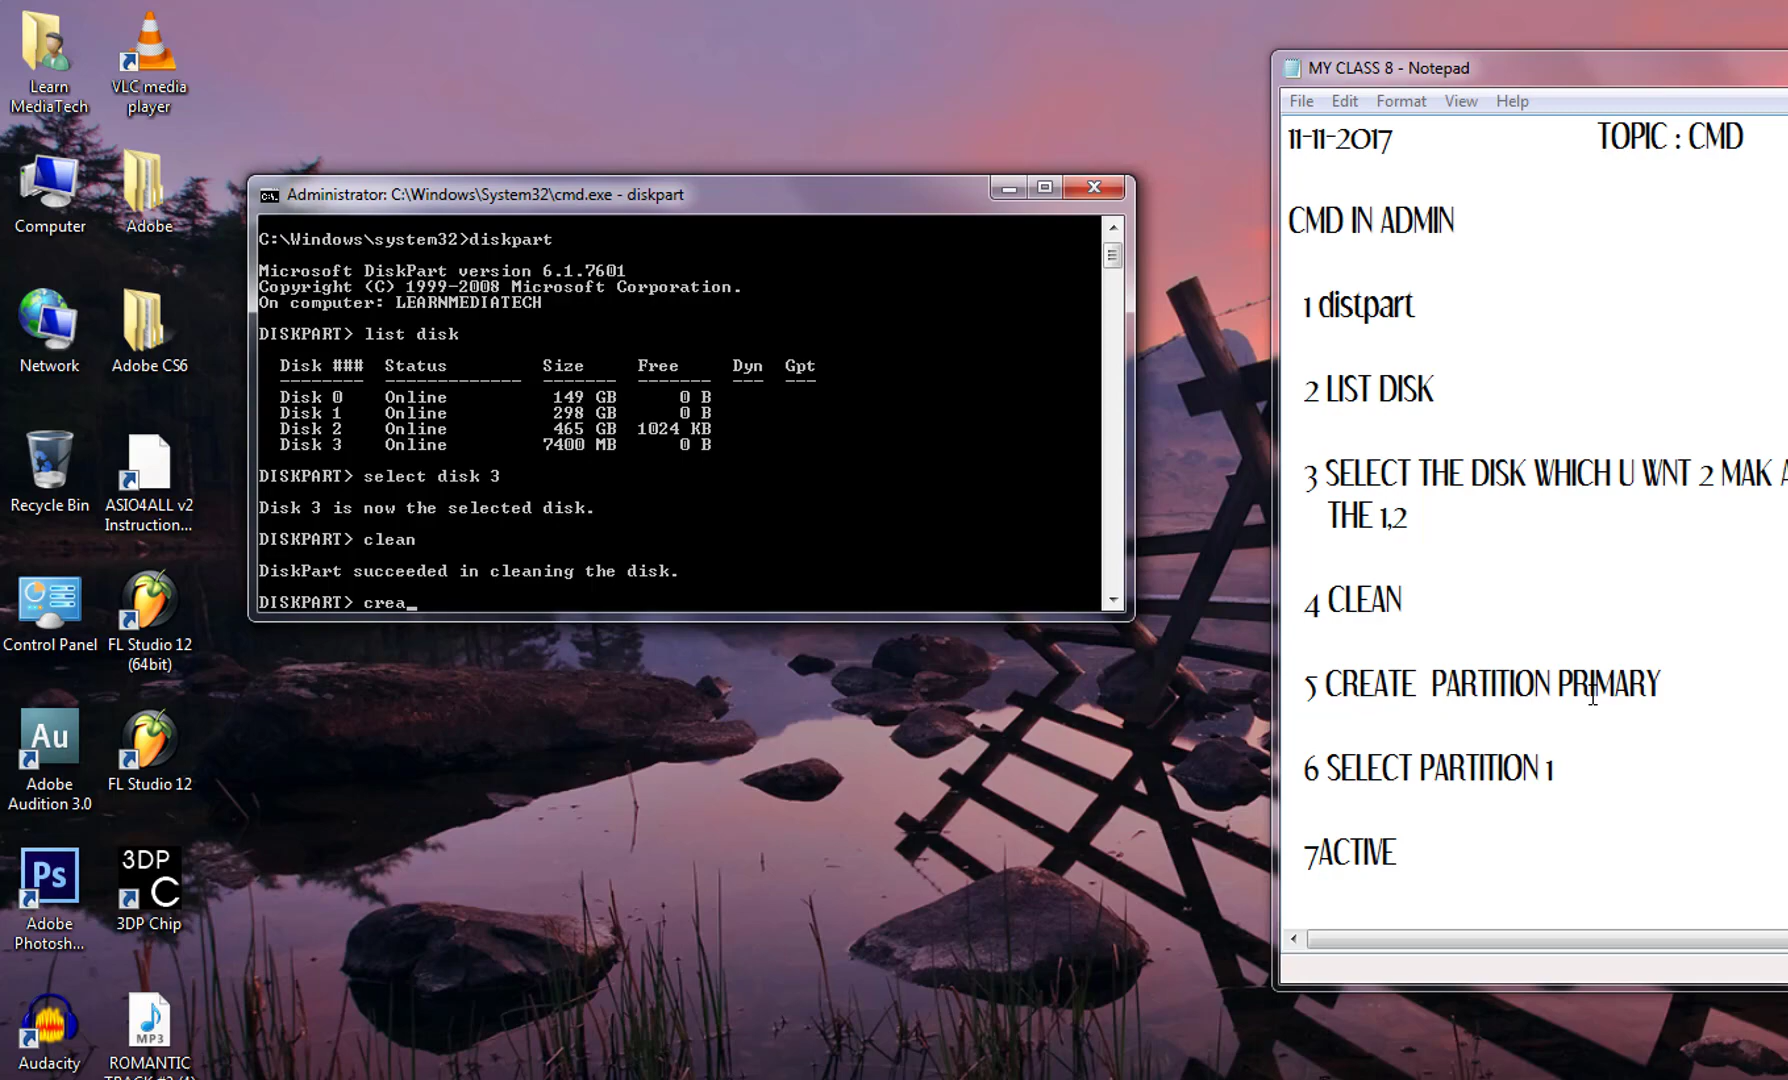 Learn
MediaTech
VLC media
player
Computer
Adobe
Network
Adobe CS6
Recycle Bin
ASIO4ALL v2
Instruction...
Control Panel
FL Studio 12
(64bit)
Au
Adobe
Audition 3.0
FL Studio 12
Ps
Adobe
Photosh...
3DP
C
3DP Chip
Audacity
MP3
ROMANTIC
Administrator: C:\Windows\System32\cmd.exe - diskpart
C:\Windows\system32>diskpart
Microsoft DiskPart version 6.1.7601
Copyright (C) 1999-2008 Microsoft Corporation.
On computer: LEARNMEDIATECH
DISKPART> list disk
Disk ### Status Size Free Dyn Gpt
-------- ------------- ------- ------- --- ---
Disk 0 Online 149 GB 0 B
Disk 1 Online 298 GB 0 B
Disk 2 Online 465 GB 1024 KB
Disk 3 Online 7400 MB 0 B
DISKPART> select disk 3
Disk 3 is now the selected disk.
DISKPART> clean
DiskPart succeeded in cleaning the disk.
DISKPART> crea_
MY CLASS 8 - Notepad
File Edit Format View Help
11-11-2017 TOPIC : CMD
CMD IN ADMIN
1 distpart
2 LIST DISK
3 SELECT THE DISK WHICH U WNT 2 MAK A
THE 1,2
4 CLEAN
5 CREATE PARTITION PRIMARY
6 SELECT PARTITION 1
7ACTIVE